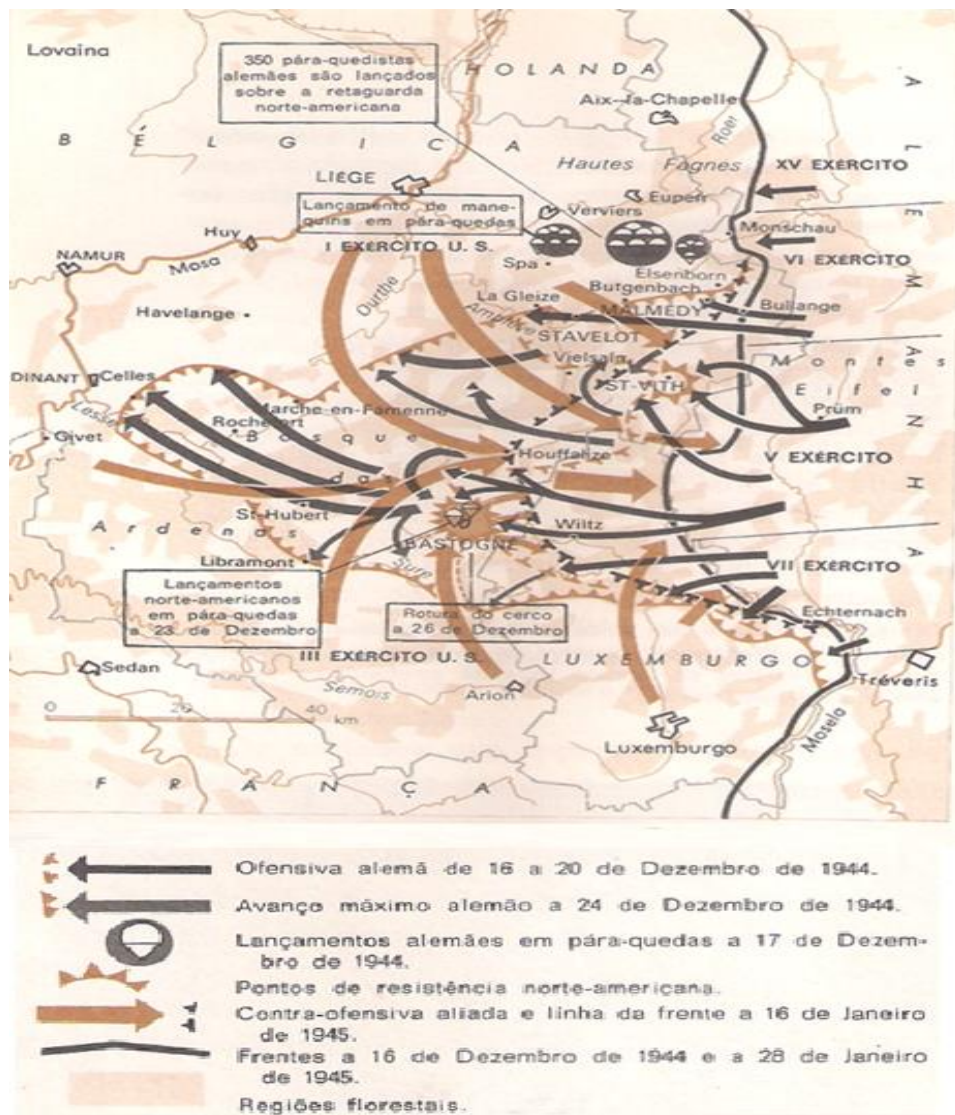 Lovaina
350 pára-quedistas
alemães são lançados
sobre a retaguarda
norte-americana
HOLANDA
Aix-la-Chapelle
Roer
A L E M A N H A
B É L G I C A
Hautes Fagnes
XV EXÉRCITO
LIÉGE
Eupen
Lançamento de mane-
quins em pára-quedas
Verviers
Monschau
Huy
I EXÉRCITO U. S.
NAMUR
Mosa
Spa
VI EXÉRCITO
Elsenborn
Butgenbach
Ourthe
La Gleize
Havelange
MALMEDY
Bullange
STAVELOT
Vielsalm
Montes
Eifel
DINANT
Celles
ST-VITH
Lesse
Marche-en-Famenne
Prüm
Rochefort
Givet
Bosque
V EXÉRCITO
Houffalize
das
St-Hubert
Ardenas
Wiltz
BASTOGNE
Libramont
Sure
VII EXÉRCITO
Lançamentos
norte-americanos
em pára-quedas
a 23 de Dezembro
Rotura do cerco
a 26 de Dezembro
Echternach
III EXÉRCITO U. S.
LUXEMBURGO
Sedan
Tréveris
Semois
Arlon
0 20 40
km
Mosela
Luxemburgo
FRANÇA
Ofensiva alemã de 16 a 20 de Dezembro de 1944.
Avanço máximo alemão a 24 de Dezembro de 1944.
Lançamentos alemães em pára-quedas a 17 de Dezem-
bro de 1944.
Pontos de resistência norte-americana.
Contra-ofensiva aliada e linha da frente a 16 de Janeiro
de 1945.
Frentes a 16 de Dezembro de 1944 e a 28 de Janeiro
de 1945.
Regiões florestais.